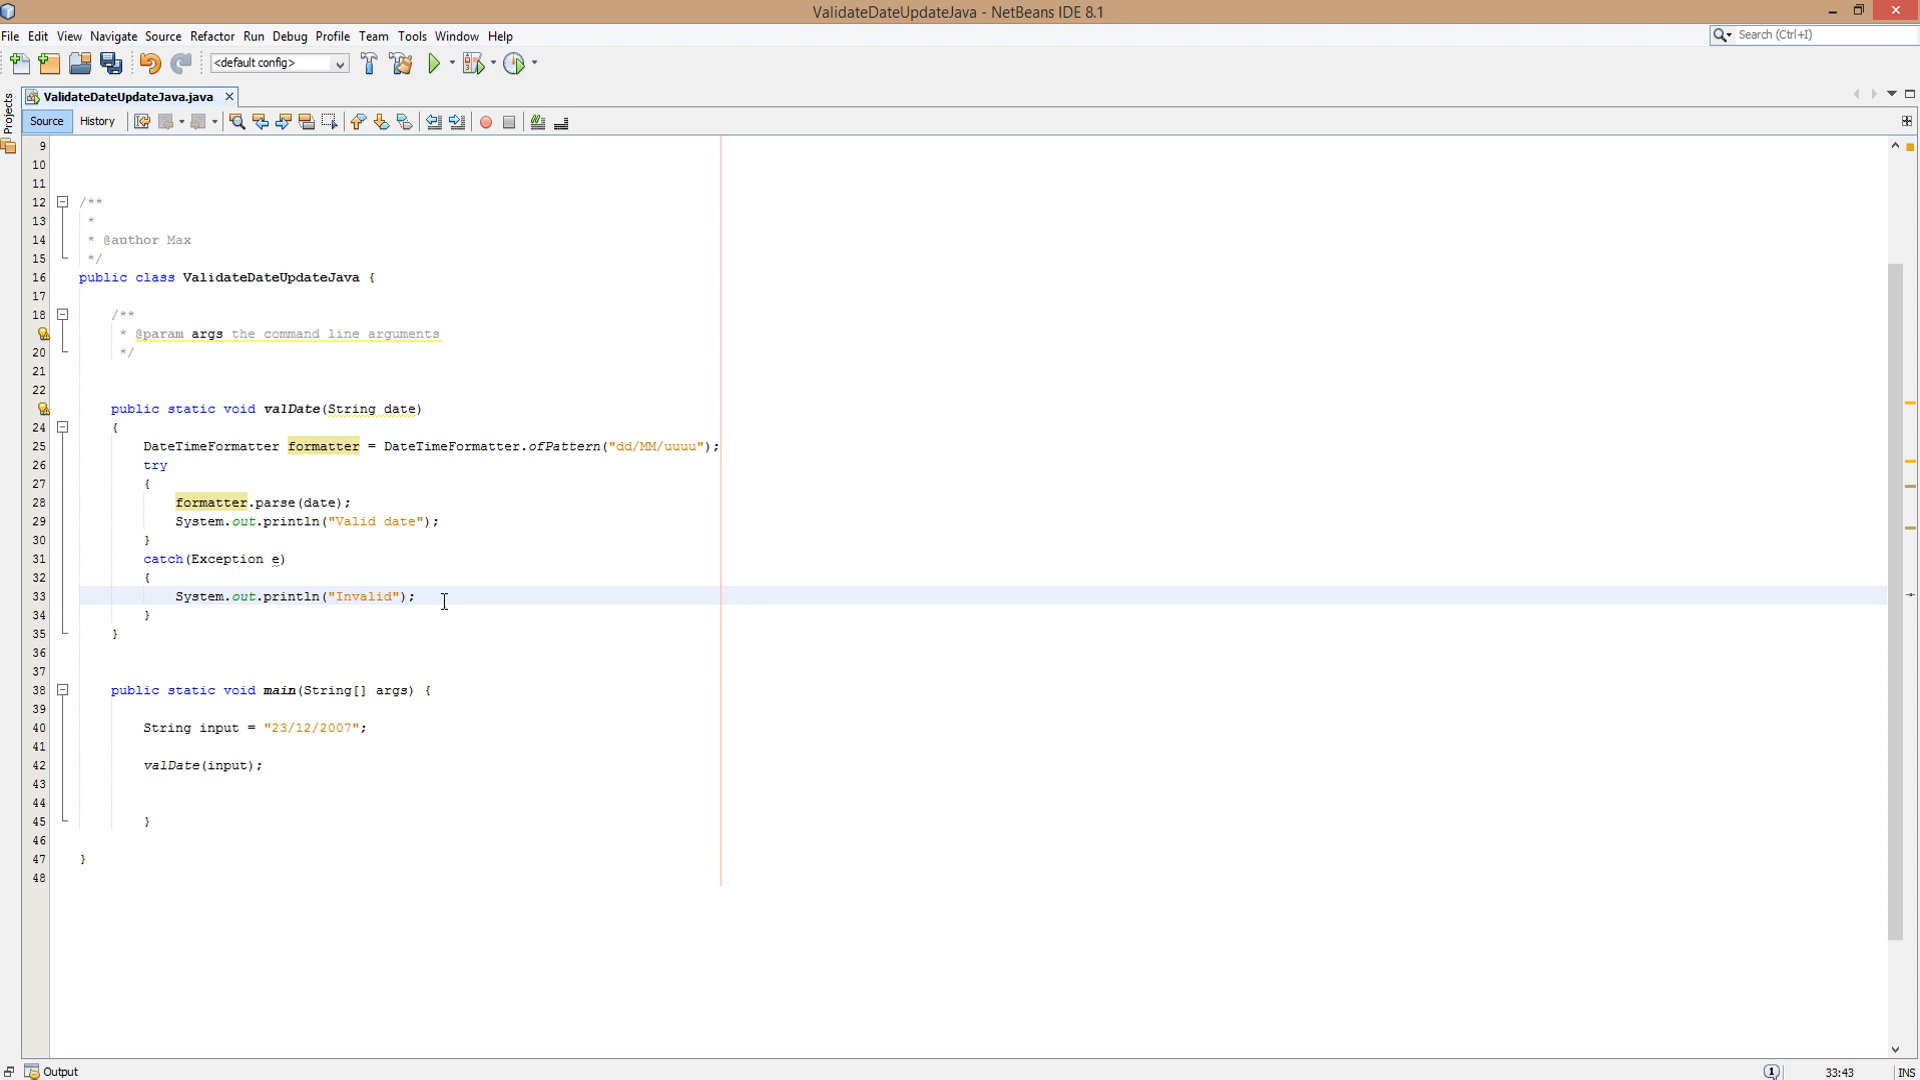 ValidateDateUpdateJava - NetBeans IDE 8.1
File Edit View Navigate Source Refactor Run Debug Profile Team Tools Window Help
Search (Ctrl+I)
<default config>
Projects
ValidateDateUpdateJava.java
Source History
9
10
11
12 /**
13 *
14 * @author Max
15 */
16 public class ValidateDateUpdateJava {
17
18 /**
* @param args the command line arguments
20 */
21
22
public static void valDate(String date)
24 {
25 DateTimeFormatter formatter = DateTimeFormatter.ofPattern("dd/MM/uuuu");
26 try
27 {
28 formatter.parse(date);
29 System.out.println("Valid date");
30 }
31 catch(Exception e)
32 {
33 System.out.println("Invalid");
34 }
35 }
36
37
38 public static void main(String[] args) {
39
40 String input = "23/12/2007";
41
42 valDate(input);
43
44
45 }
46
47 }
48
Output
1 33:43 INS